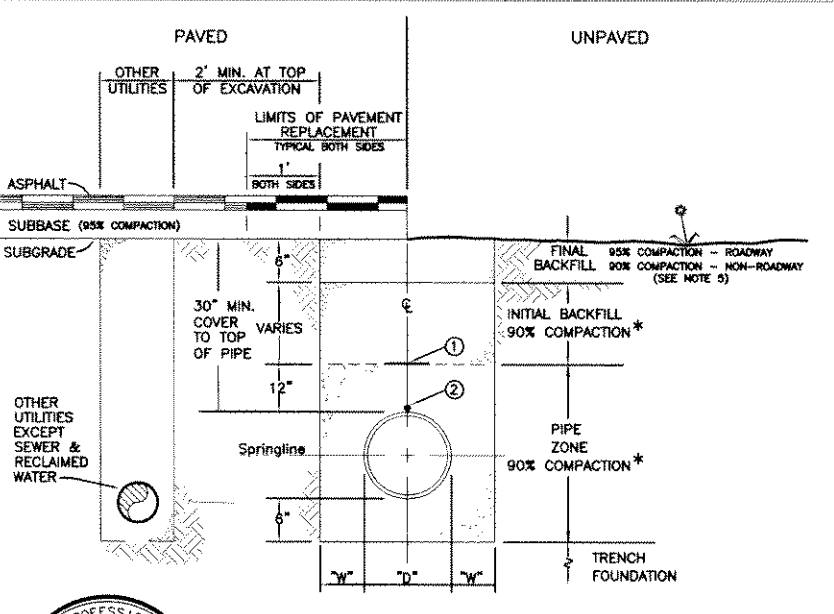 PAVED
UNPAVED
OTHER
UTILITIES
2' MIN. AT TOP
OF EXCAVATION
LIMITS OF PAVEMENT
REPLACEMENT
TYPICAL BOTH SIDES
1'
BOTH SIDES
ASPHALT
SUBBASE (95% COMPACTION)
SUBGRADE
FINAL
BACKFILL
95% COMPACTION – ROADWAY
90% COMPACTION – NON-ROADWAY
(SEE NOTE 5)
6"
30" MIN.
COVER
TO TOP
OF PIPE
VARIES
℄
INITIAL BACKFILL
90% COMPACTION*
1
12"
2
OTHER
UTILITIES
EXCEPT
SEWER &
RECLAIMED
WATER
Springline
PIPE
ZONE
90% COMPACTION*
6"
"W"
"D"
"W"
TRENCH
FOUNDATION